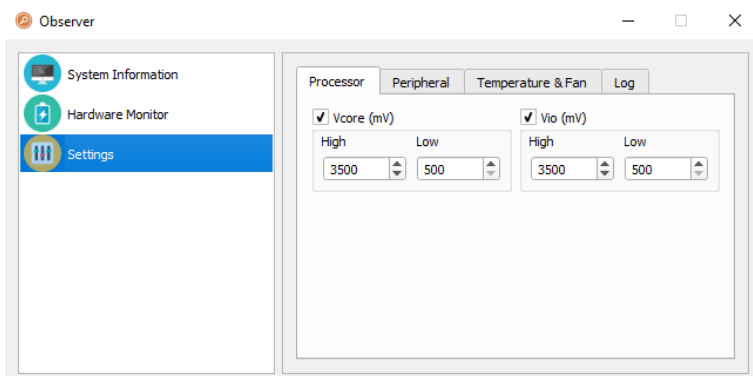 Observer
System Information
Hardware Monitor
Settings
Processor Peripheral Temperature & Fan Log
Vcore (mV) Vio (mV)
High Low High Low
3500 500 3500 500